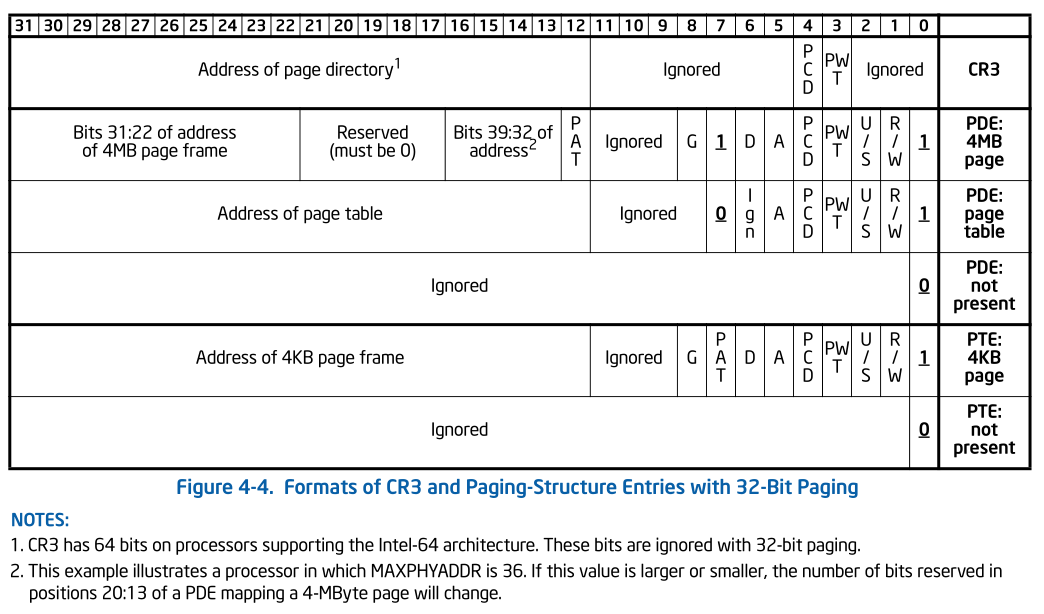 31 30 29 28 27 26 25 24 23 22 21 20 19 18 17 16 15 14 13 12 11 10 9 8 7 6 5 4 3 2 1 0
Address of page directory1 Ignored PCD PWT Ignored CR3
Bits 31:22 of address of 4MB page frame Reserved (must be 0) Bits 39:32 of address2 PAT Ignored G 1 D A PCD PWT U/S R/W 1 PDE: 4MB page
Address of page table Ignored 0 Ign A PCD PWT U/S R/W 1 PDE: page table
Ignored 0 PDE: not present
Address of 4KB page frame Ignored G PAT D A PCD PWT U/S R/W 1 PTE: 4KB page
Ignored 0 PTE: not present
Figure 4-4. Formats of CR3 and Paging-Structure Entries with 32-Bit Paging
NOTES:
1. CR3 has 64 bits on processors supporting the Intel-64 architecture. These bits are ignored with 32-bit paging.
2. This example illustrates a processor in which MAXPHYADDR is 36. If this value is larger or smaller, the number of bits reserved in
positions 20:13 of a PDE mapping a 4-MByte page will change.